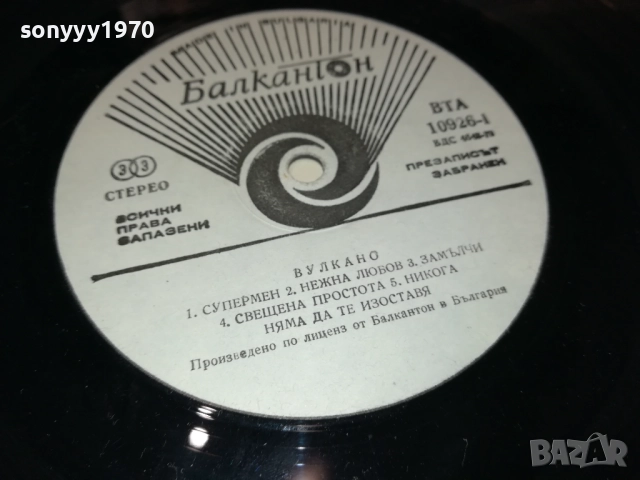 sonyyy1970
Балкантон
ВТА
10926-1
БДС
33
СТЕРЕО
ПРЕЗАПИСЪТ
ЗАБРАНЕН
ВСИЧКИ
ПРАВА
ЗАПАЗЕНИ
ВУЛКАНО
1. СУПЕРМЕН 2. НЕЖНА ЛЮБОВ 3. ЗАМЪЛЧИ
4. СВЕЩЕНА ПРОСТОТА 5. НИКОГА
НЯМА ДА ТЕ ИЗОСТАВЯ
Произведено по лиценз от Балкантон в България
BAZAR